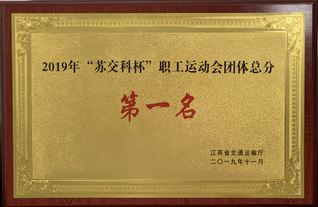 2019年“苏交科杯”职工运动会团体总分
第一名
江苏省交通运输厅
二〇一九年十一月